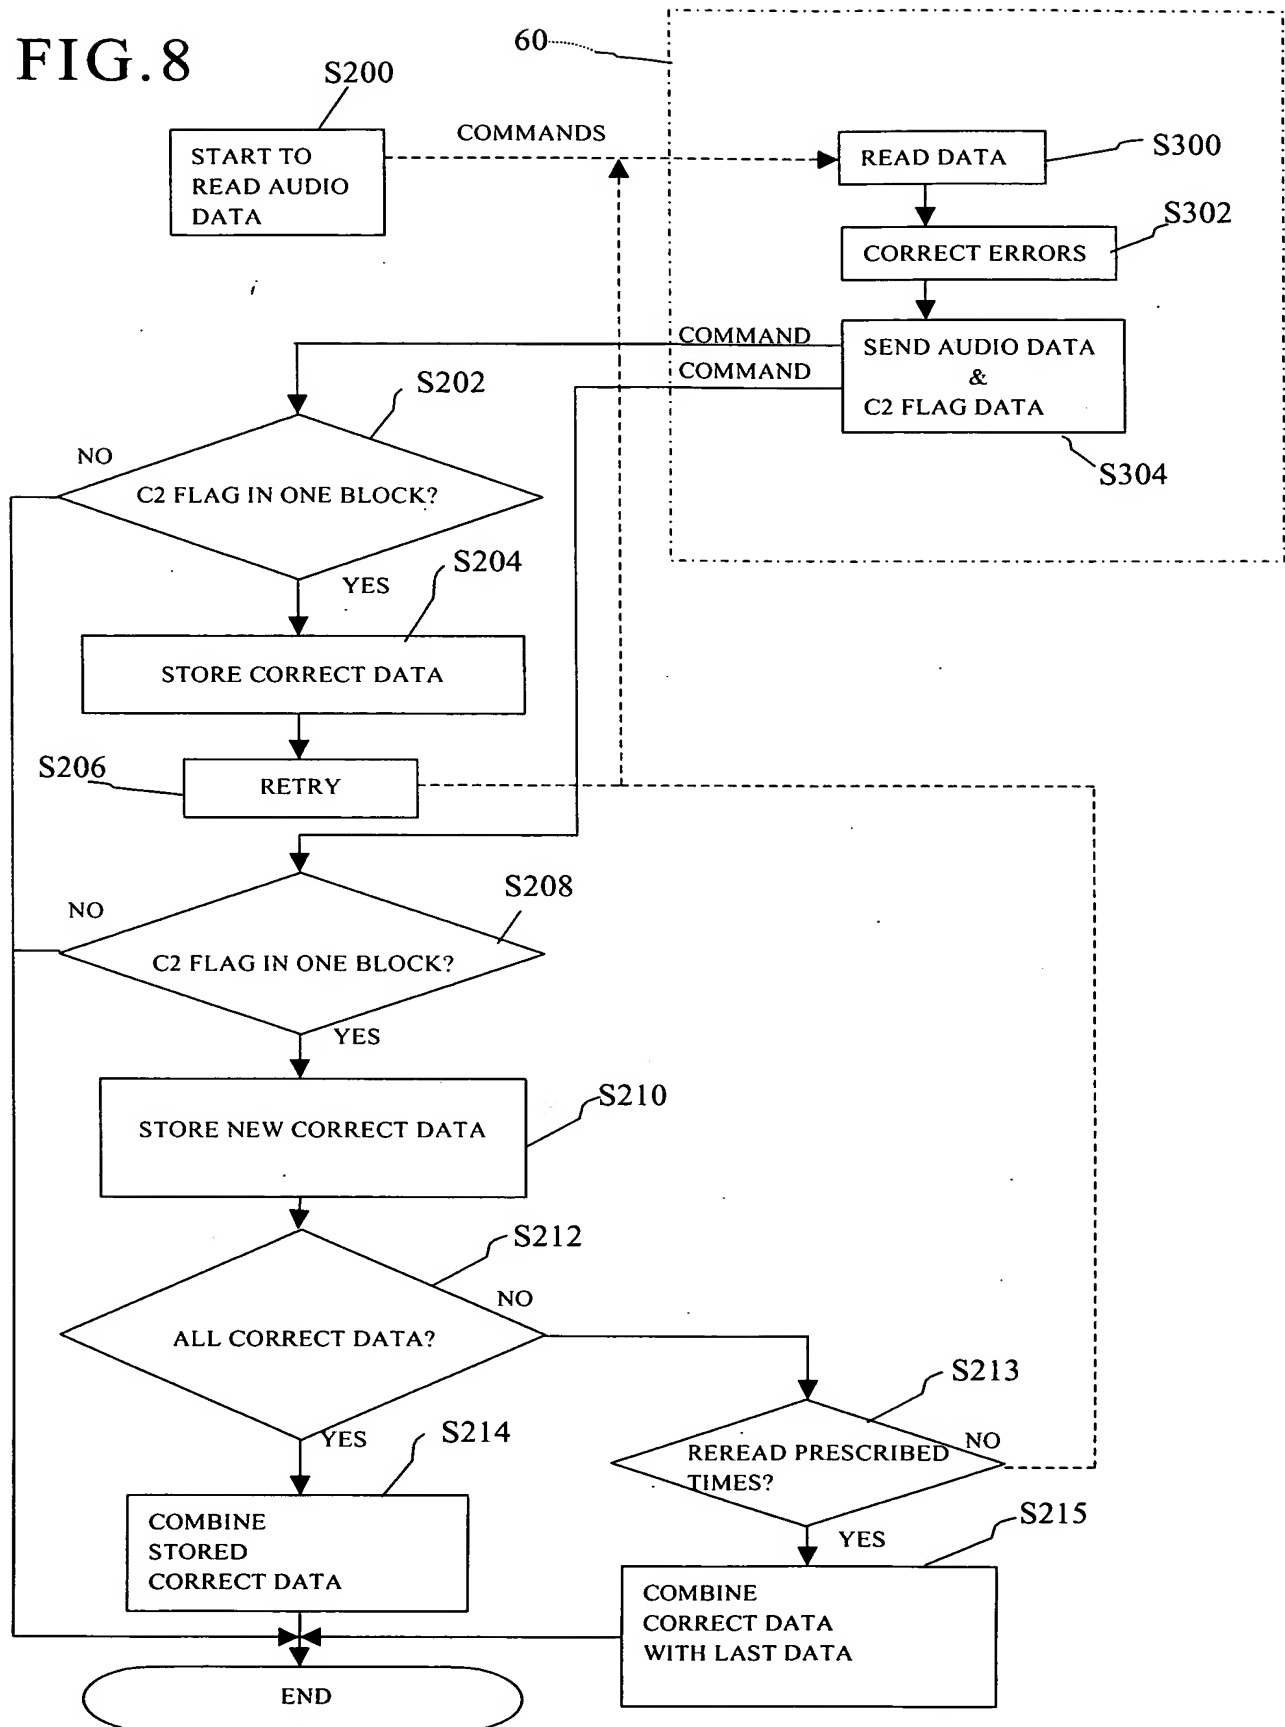 FIG.8
60
S200
COMMANDS
START TO
READ AUDIO
DATA
READ DATA
S300
S302
CORRECT ERRORS
COMMAND
SEND AUDIO DATA
&
C2 FLAG DATA
COMMAND
S304
S202
NO
C2 FLAG IN ONE BLOCK?
YES
S204
STORE CORRECT DATA
S206
RETRY
S208
NO
C2 FLAG IN ONE BLOCK?
YES
S210
STORE NEW CORRECT DATA
S212
NO
ALL CORRECT DATA?
S213
YES
S214
REREAD PRESCRIBED
TIMES?
NO
S215
YES
COMBINE
STORED
CORRECT DATA
COMBINE
CORRECT DATA
WITH LAST DATA
END